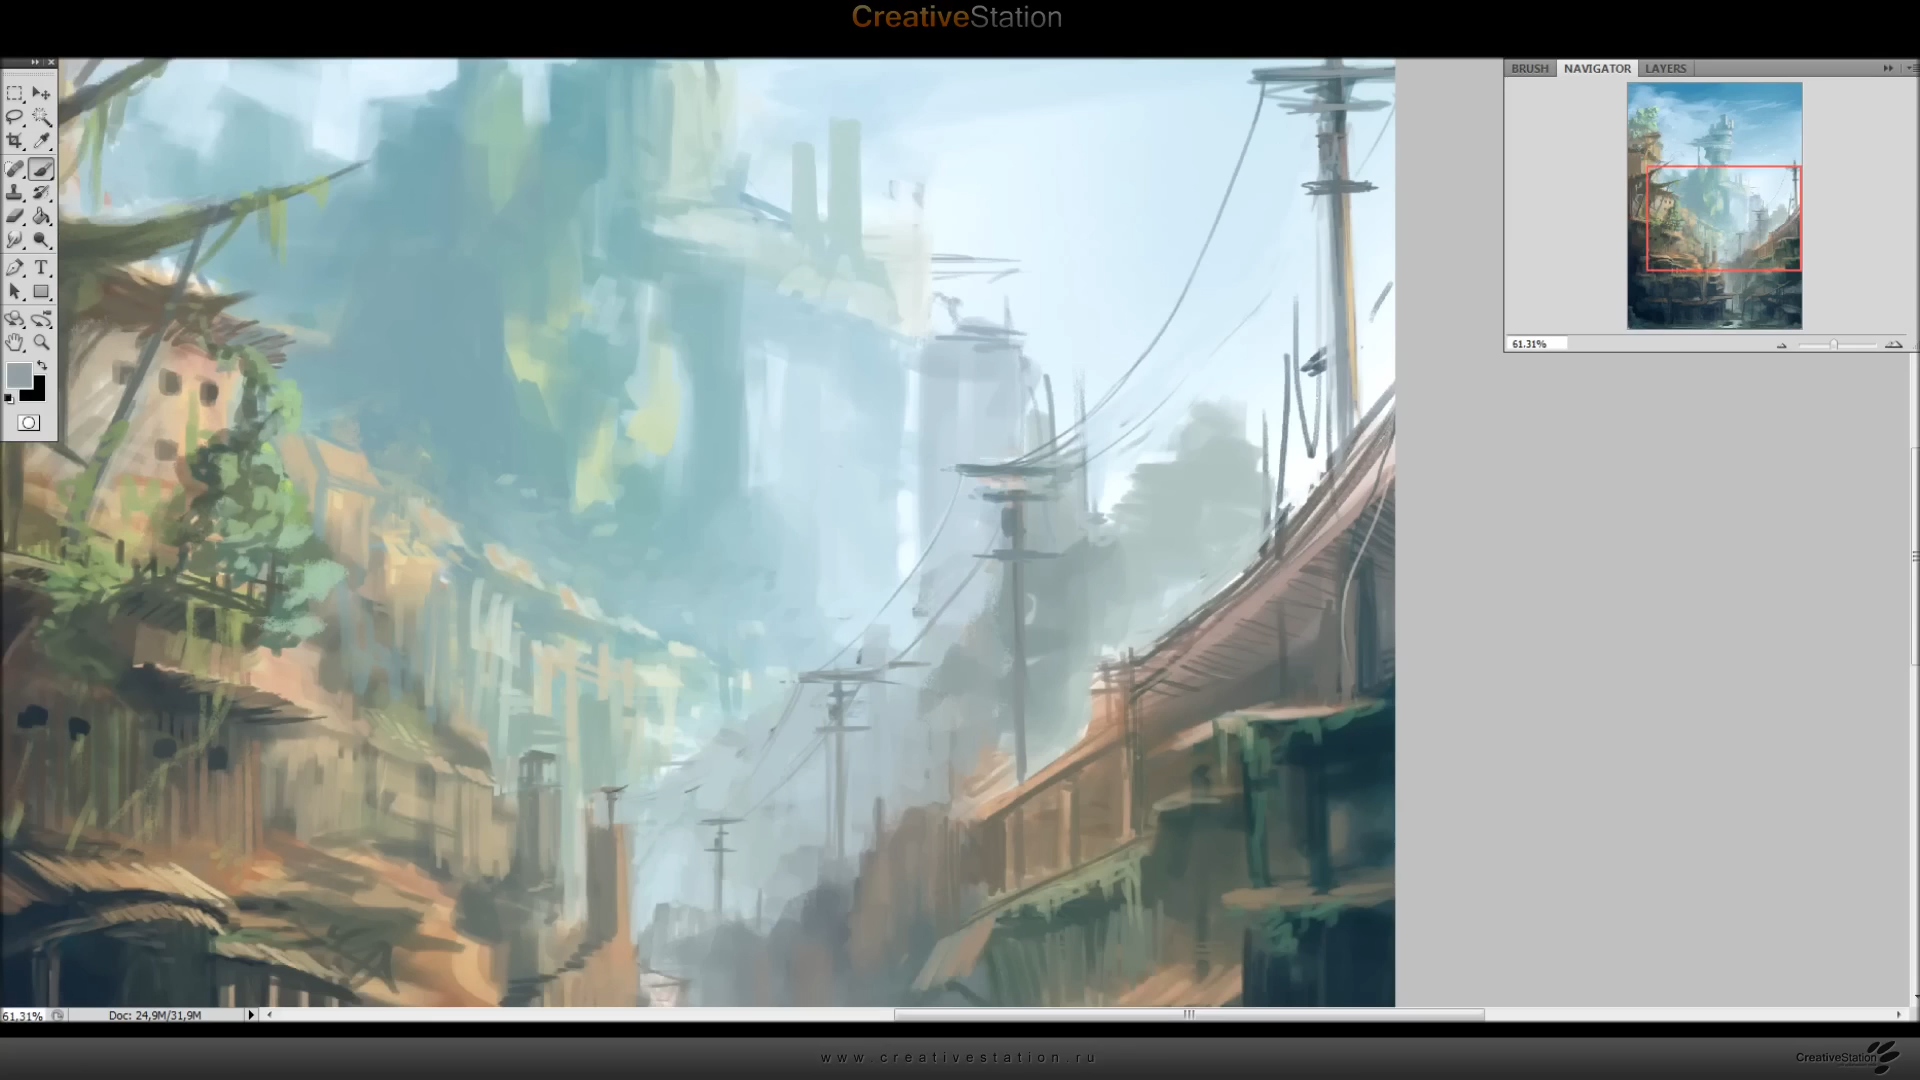 CreativeStation
BRUSH NAVIGATOR LAYERS
61.31%
61,31% Doc: 24,9M/31,9M
www.creativestation.ru
CreativeStation